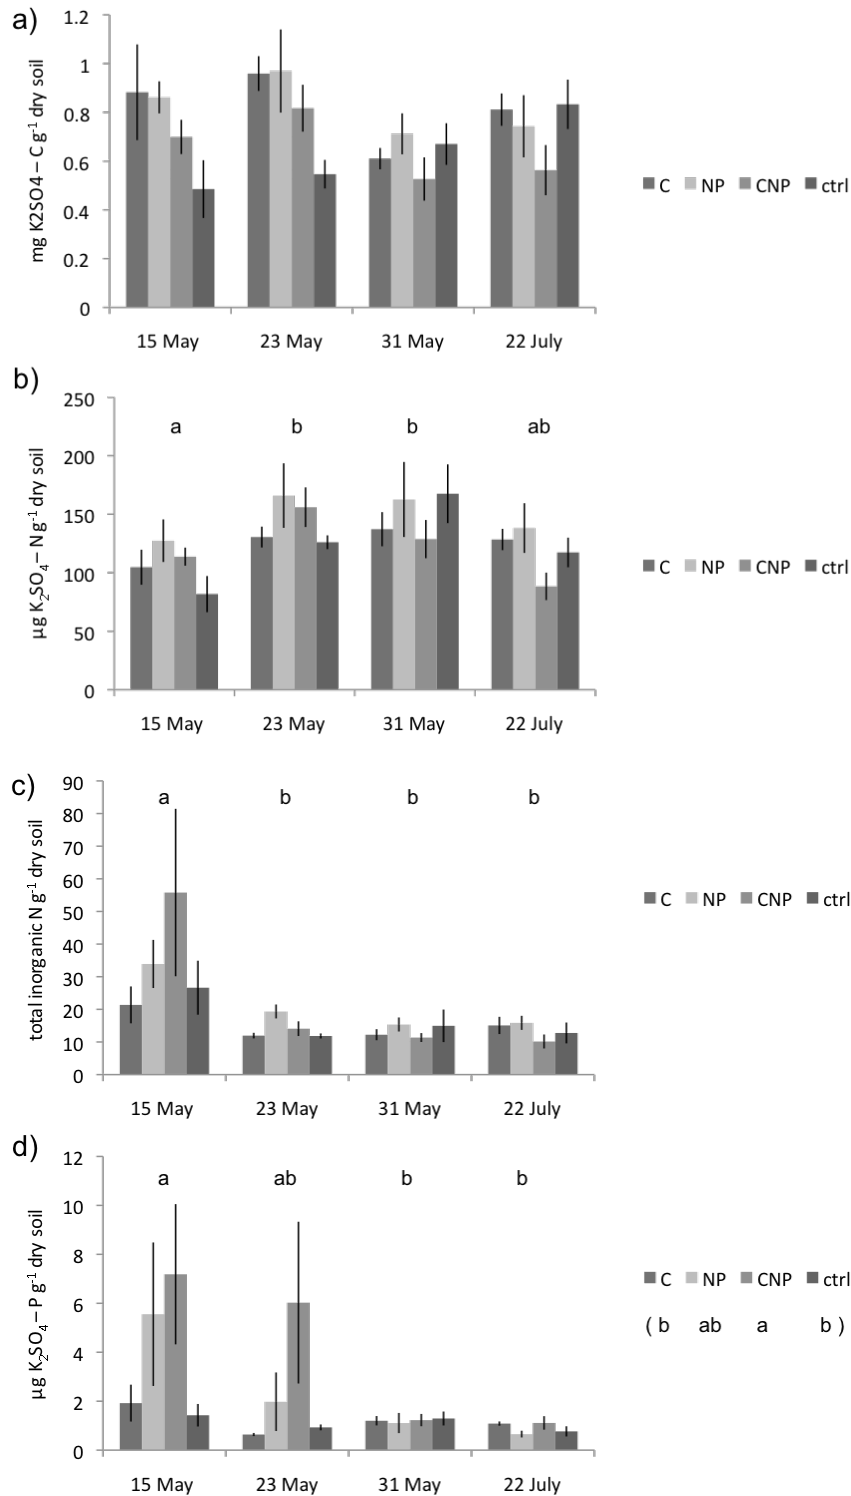 a)
mg K2SO4 – C g-1 dry soil
1.2
1
0.8
0.6
0.4
0.2
0
15 May 23 May 31 May 22 July
C NP CNP ctrl
b)
µg K2SO4 – N g-1 dry soil
250
200
150
100
50
0
a b b ab
15 May 23 May 31 May 22 July
C NP CNP ctrl
c)
total inorganic N g-1 dry soil
90
80
70
60
50
40
30
20
10
0
a b b b
15 May 23 May 31 May 22 July
C NP CNP ctrl
d)
µg K2SO4 – P g-1 dry soil
12
10
8
6
4
2
0
a ab b b
15 May 23 May 31 May 22 July
C NP CNP ctrl
( b ab a b )